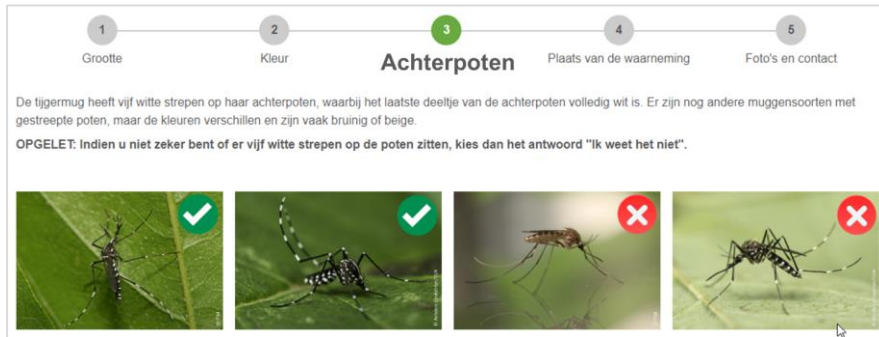 1 2 3 4 5
Grootte Kleur Achterpoten Plaats van de waarneming Foto's en contact
De tijgermug heeft vijf witte strepen op haar achterpoten, waarbij het laatste deeltje van de achterpoten volledig wit is. Er zijn nog andere muggensoorten met
gestreepte poten, maar de kleuren verschillen en zijn vaak bruinig of beige.
OPGELET: Indien u niet zeker bent of er vijf witte strepen op de poten zitten, kies dan het antwoord "Ik weet het niet".